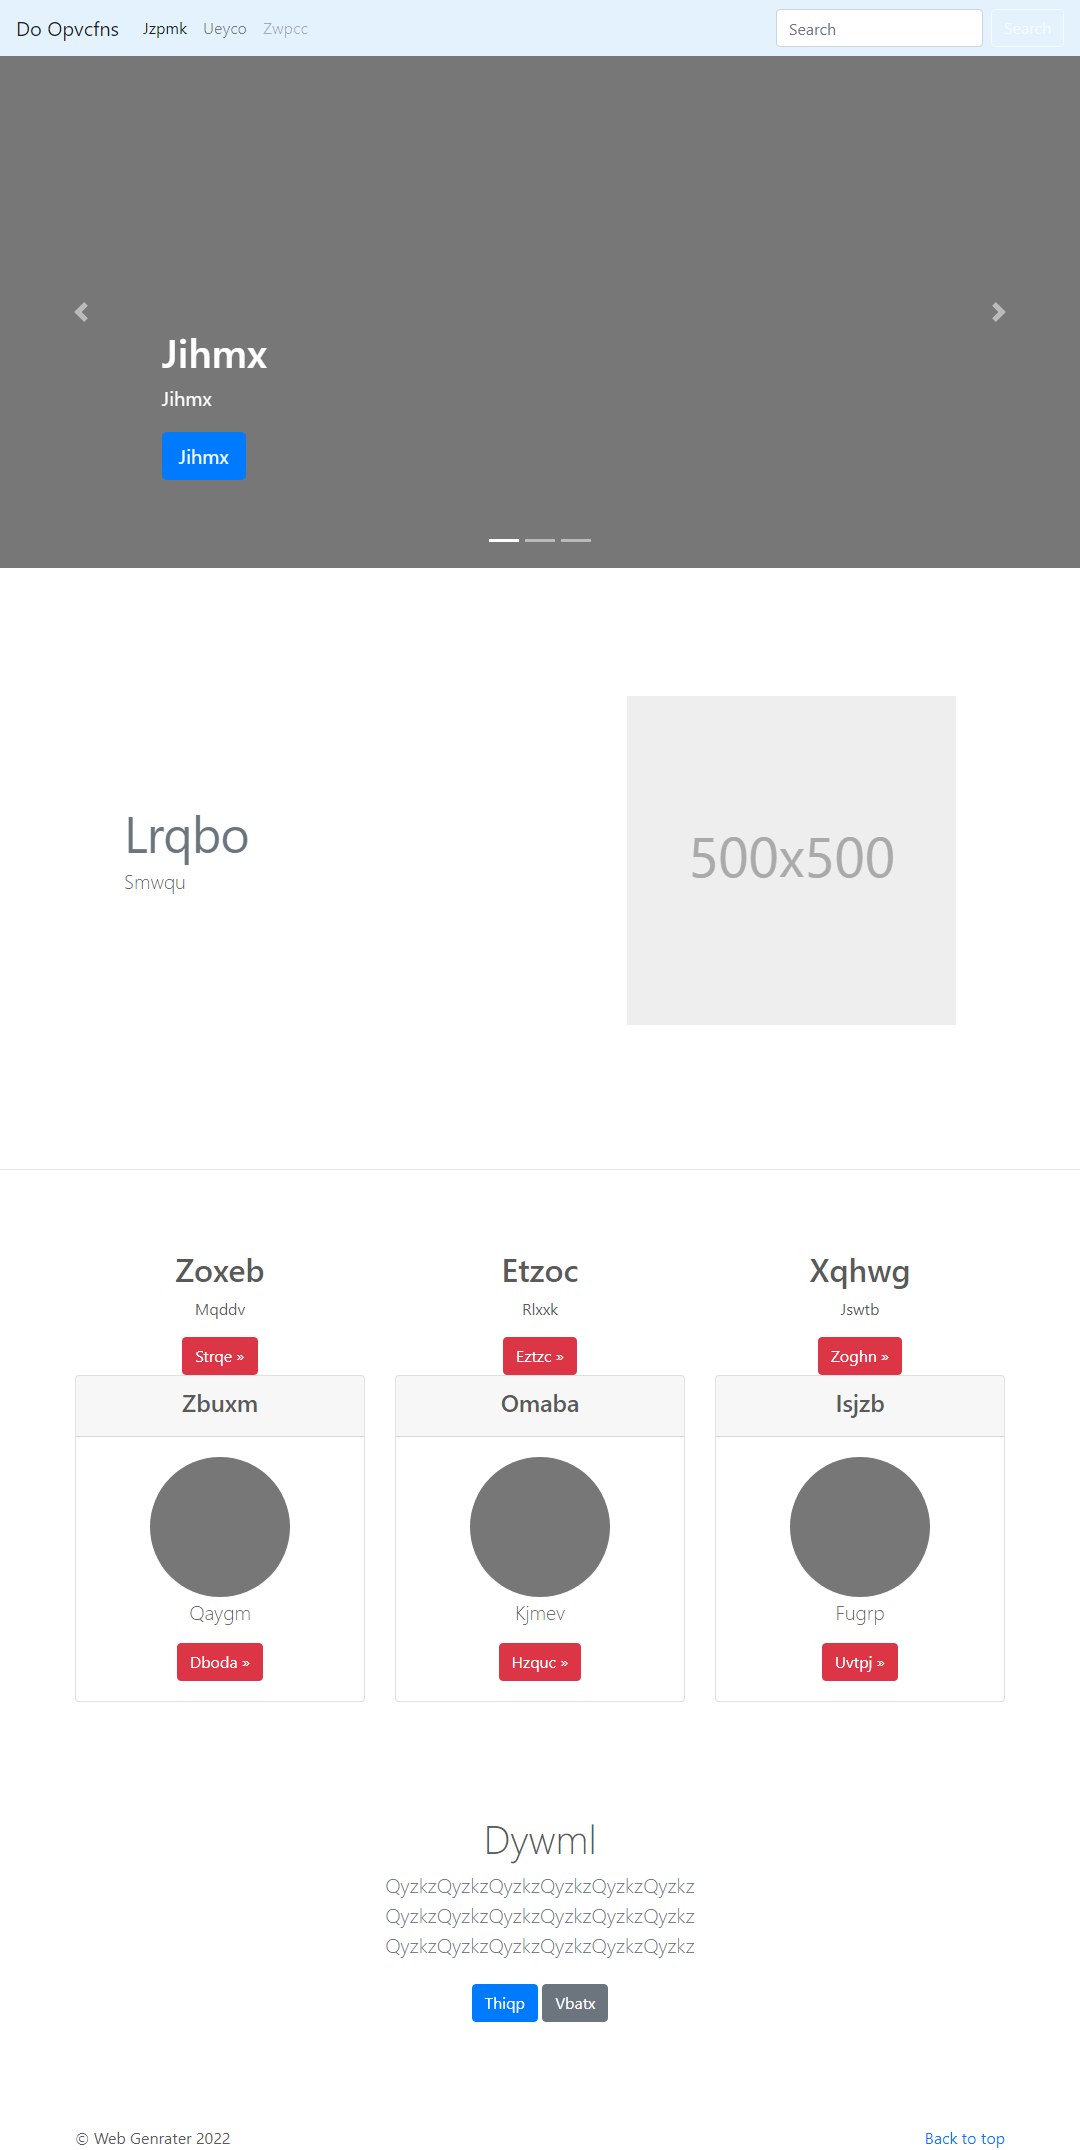 Do Opvcfns Jzpmk Ueyco Zwpcc Search Search
Jihmx
Jihmx
Jihmx
Lrqbo
Smwqu
500x500
Zoxeb Etzoc Xqhwg
Mqddv Rlxxk Jswtb
Strqe » Eztzc » Zoghn »
Zbuxm Omaba Isjzb
Qaygm Kjmev Fugrp
Dboda » Hzquc » Uvtpj »
Dywml
QyzkzQyzkzQyzkzQyzkzQyzkzQyzkz
QyzkzQyzkzQyzkzQyzkzQyzkzQyzkz
QyzkzQyzkzQyzkzQyzkzQyzkzQyzkz
Thiqp Vbatx
© Web Genrater 2022 Back to top